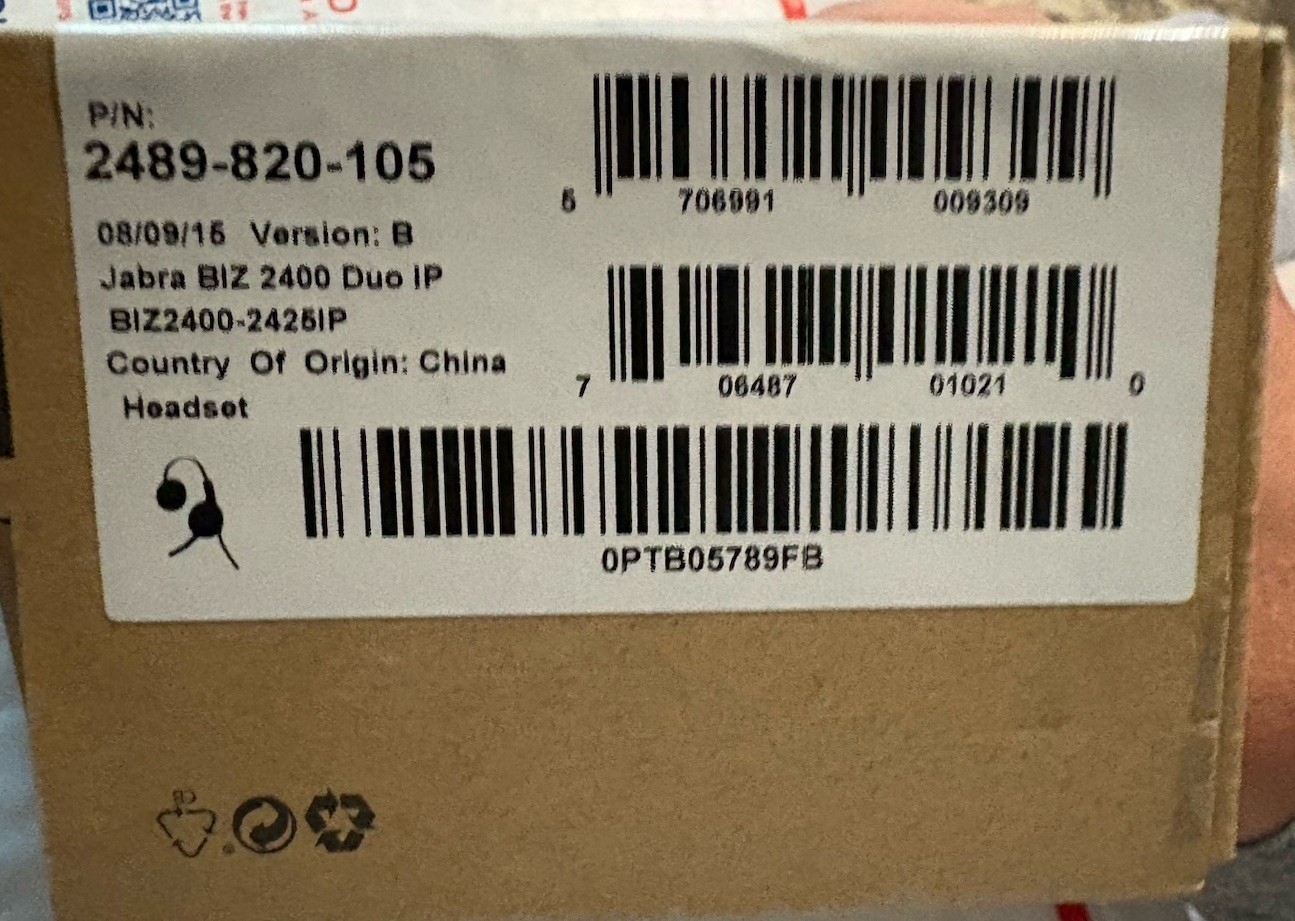 P/N:
2489-820-105
08/09/15 Version: B
Jabra BIZ 2400 Duo IP
BIZ2400-2425IP
Country Of Origin: China
Headset
5 706991 009309
7 06487 01021 0
0PTB05789FB